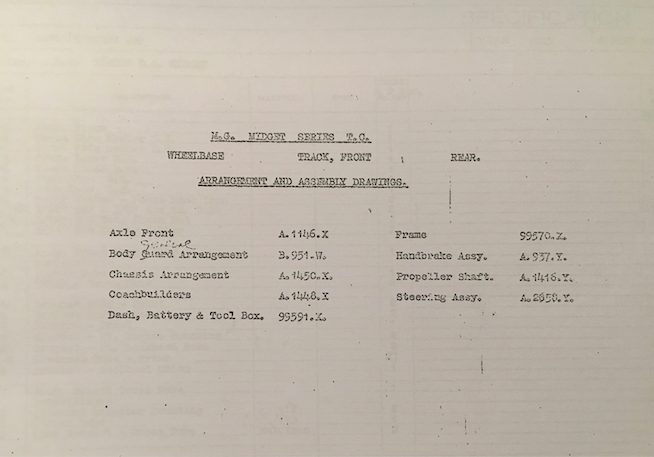 M.G. MIDGET SERIES T.C.
WHEELBASE TRACK, FRONT REAR.
ARRANGEMENT AND ASSEMBLY DRAWINGS.
Axle Front A.1146.X Frame 99570.X.
General
Body Guard Arrangement B.951.W. Handbrake Assy. A.937.Y.
Chassis Arrangement A.1450.X. Propeller Shaft. A.1416.Y.
Coachbuilders A.1448.X Steering Assy. A.2658.Y.
Dash, Battery & Tool Box. 99591.X.